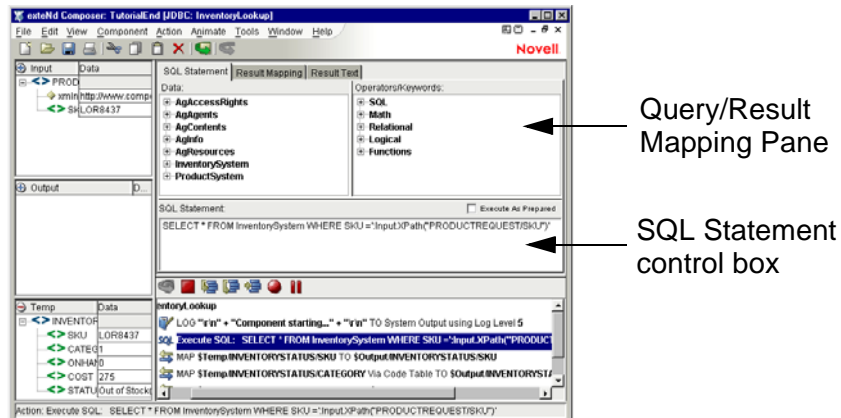 exteNd Composer: TutorialEnd [JDBC: InventoryLookup]
File Edit View Component Action Animate Tools Window Help
Novell
Input Data
PROD
xmln http://www.compe
SK LOR8437
SQL Statement Result Mapping Result Text
Data: Operators/Keywords:
AgAccessRights
AgAgents
AgContents
AgInfo
AgResources
InventorySystem
ProductSystem
SQL
Math
Relational
Logical
Functions
Query/Result
Mapping Pane
Output D...
SQL Statement: Execute As Prepared
SELECT * FROM InventorySystem WHERE SKU =':Input.XPath("PRODUCTREQUEST/SKU")'
SQL Statement
control box
Temp Data
INVENTOR
SKU LOR8437
CATEG 1
ONHAN 0
COST 275
STATU Out of Stock
entoryLookup
LOG "\r\n" + "Component starting..." + "\r\n" TO System Output using Log Level 5
SQL Execute SQL: SELECT * FROM InventorySystem WHERE SKU =':Input.XPath("PRODUCT
MAP $Temp/INVENTORYSTATUS/SKU TO $Output/INVENTORYSTATUS/SKU
MAP $Temp/INVENTORYSTATUS/CATEGORY Via Code Table TO $Output/INVENTORYSTA
Action: Execute SQL: SELECT * FROM InventorySystem WHERE SKU =':Input.XPath("PRODUCTREQUEST/SKU")'